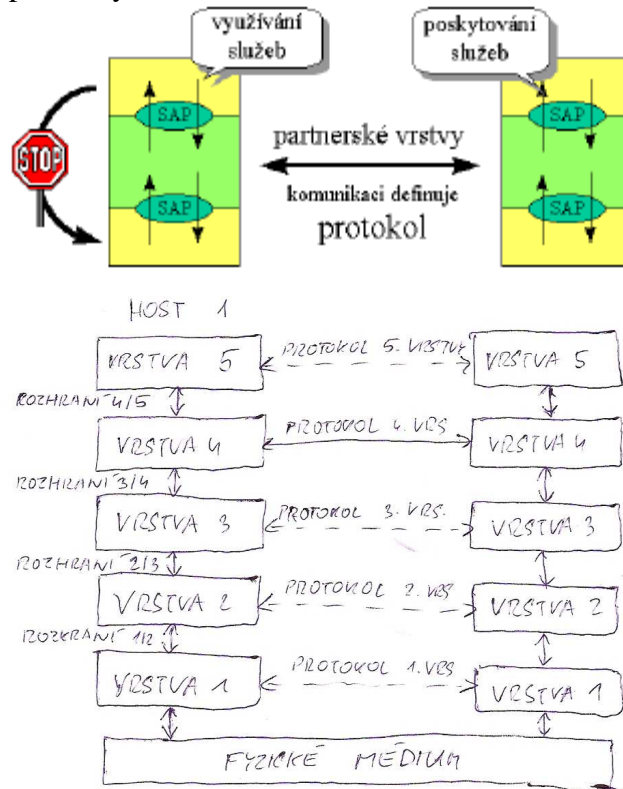 využívání
služeb
poskytování
služeb
SAP
SAP
STOP
partnerské vrstvy
komunikaci definuje
protokol
SAP
SAP
HOST 1
VRSTVA 5
PROTOKOL 5. VRSTVY
VRSTVA 5
ROZHRANÍ 4/5
VRSTVA 4
PROTOKOL 4. VRS
VRSTVA 4
ROZHRANÍ 3/4
VRSTVA 3
PROTOKOL 3. VRS.
VRSTVA 3
ROZHRANÍ 2/3
VRSTVA 2
PROTOKOL 2. VRS
VRSTVA 2
ROZHRANÍ 1/2
VRSTVA 1
PROTOKOL 1. VRS
VRSTVA 1
FYZICKÉ MÉDIUM